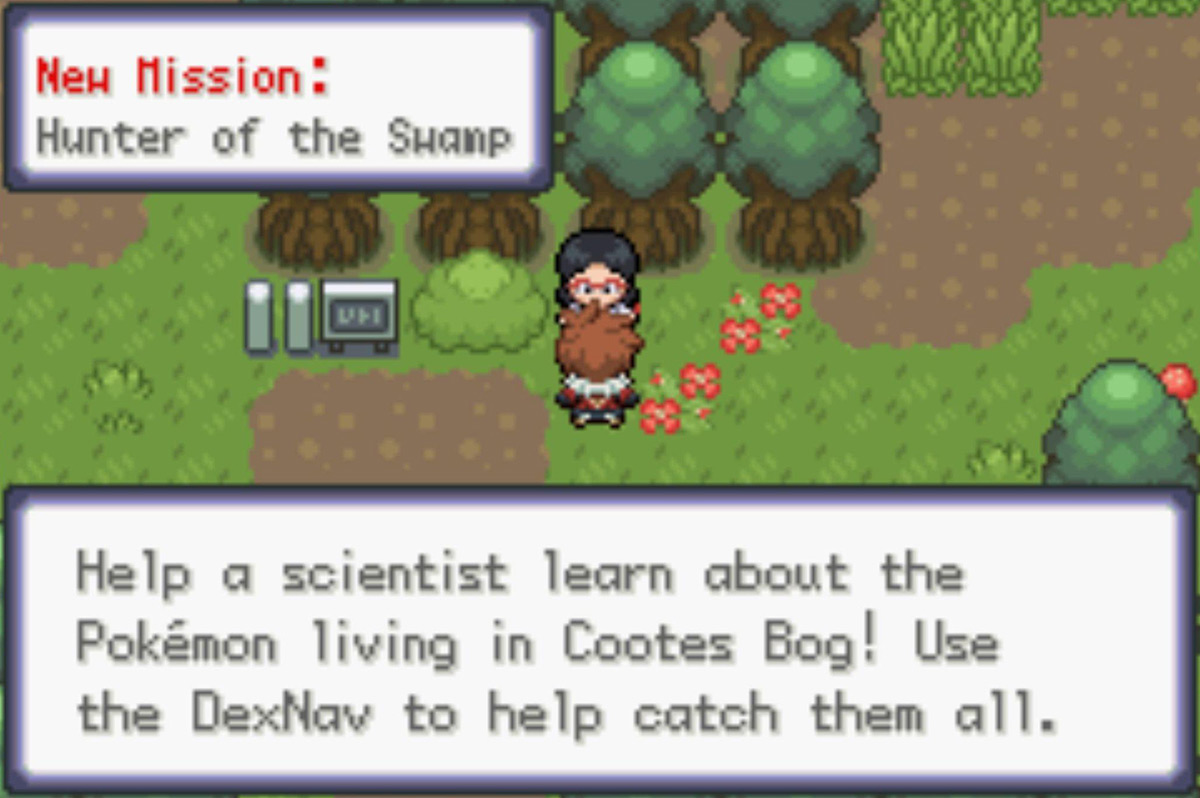 New Mission:
Hunter of the Swamp
Help a scientist learn about the
Pokémon living in Cootes Bog! Use
the DexNav to help catch them all.